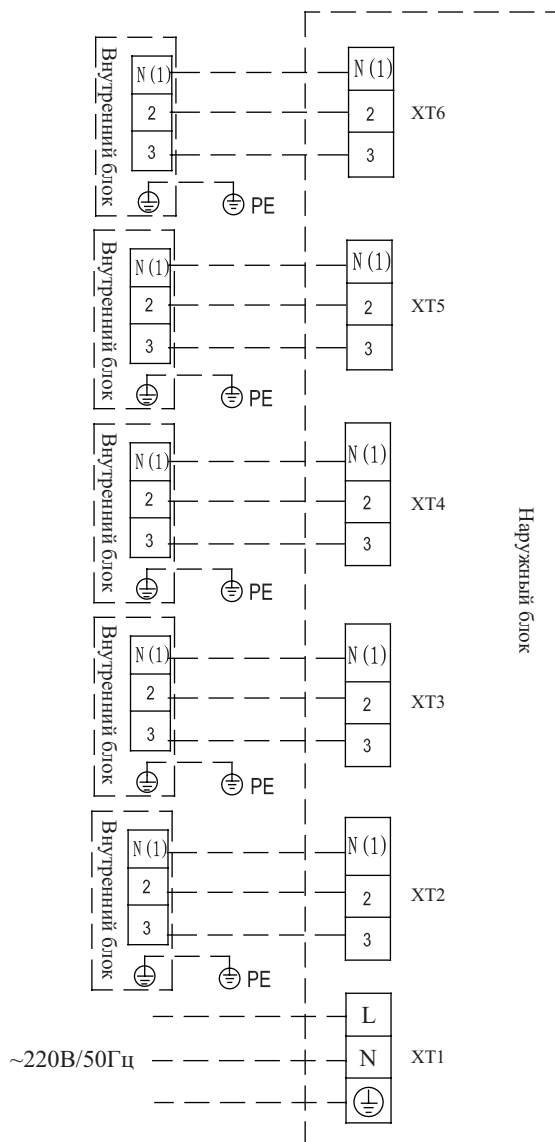 Внутренний блок
N(1)
2
3
PE
N(1)
2
3
XT6
Внутренний блок
N(1)
2
3
PE
N(1)
2
3
XT5
Внутренний блок
N(1)
2
3
PE
N(1)
2
3
XT4
Внутренний блок
N(1)
2
3
PE
N(1)
2
3
XT3
Внутренний блок
N(1)
2
3
PE
N(1)
2
3
XT2
~220В/50Гц
L
N
XT1
Наружный блок